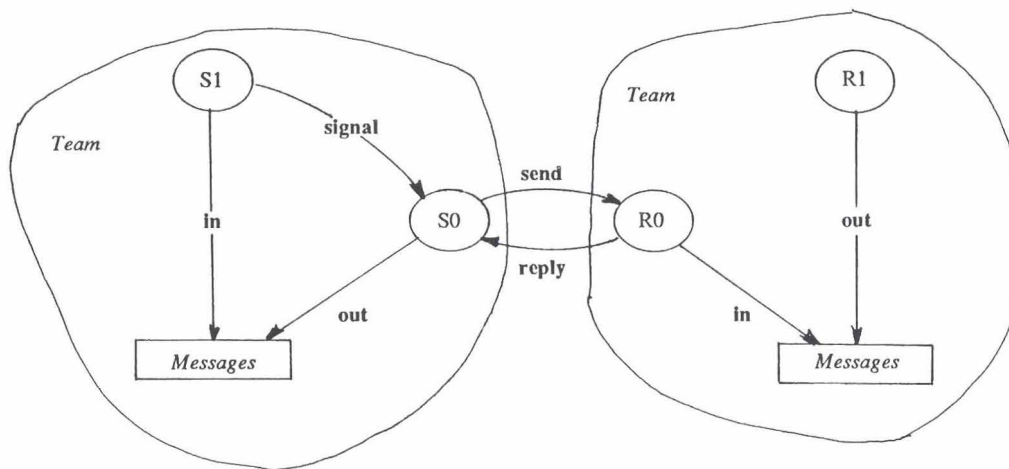 S1
signal
Team
in
S0
out
Messages
send
reply
Team
R1
R0
out
in
Messages